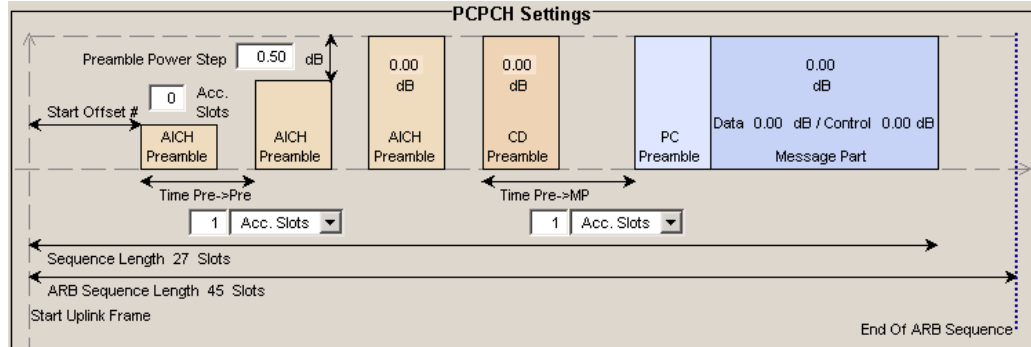 PCPCH Settings
Preamble Power Step 0.50 dB
0.00
dB
0.00
dB
0.00
dB
0 Acc.
Slots
Start Offset #
Data 0.00 dB / Control 0.00 dB
AICH
Preamble
AICH
Preamble
AICH
Preamble
CD
Preamble
PC
Preamble
Message Part
Time Pre->Pre
1 Acc. Slots
Time Pre->MP
1 Acc. Slots
Sequence Length 27 Slots
ARB Sequence Length 45 Slots
Start Uplink Frame
End Of ARB Sequence